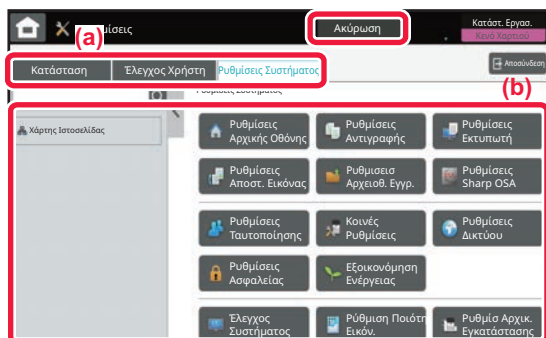 (a)
Ακύρωση
Κατάστ. Εργασ.
Κενό Χαρτιού
Κατάσταση
Έλεγχος Χρήστη
Ρυθμίσεις Συστήματος
Αποσύνδεση
(b)
Ρυθμίσεις Συστήματος
Χάρτης Ιστοσελίδας
Ρυθμίσεις
Αρχικής Οθόνης
Ρυθμίσεις
Αντιγραφής
Ρυθμίσεις
Εκτυπωτή
Ρυθμίσεις
Αποστ. Εικόνας
Ρυθμισεισ
Αρχειοθ. Εγγρ.
Ρυθμίσεις
Sharp OSA
Ρυθμίσεις
Ταυτοποίησης
Κοινές
Ρυθμίσεις
Ρυθμίσεις
Δικτύου
Ρυθμίσεις
Ασφαλείας
Εξοικονόμηση
Ενέργειας
Έλεγχος
Συστήματος
Ρύθμιση Ποιότη
Εικόν.
Ρυθμίσ Αρχικ.
Εγκατάστασης